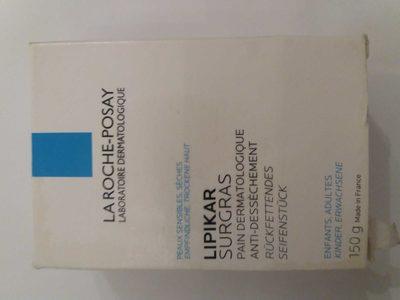 LA ROCHE-POSAY
LABORATOIRE DERMATOLOGIQUE
PEAUX SENSIBLES, SÈCHES
EMPFINDLICHE, TROCKENE HAUT
LIPIKAR
SURGRAS
PAIN DERMATOLOGIQUE
ANTI-DESSÈCHEMENT
RÜCKFETTENDES
SEIFENSTÜCK
ENFANTS, ADULTES
KINDER, ERWACHSENE
150 g Made in France